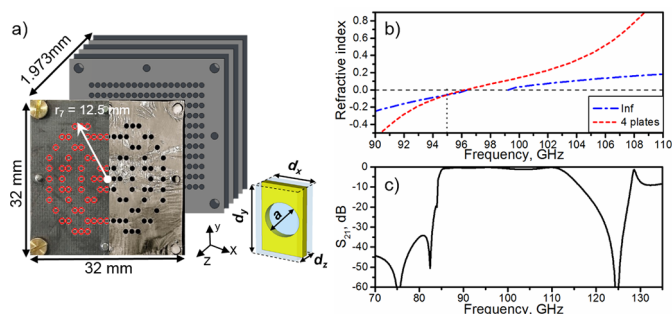 a)
1.973mm
r7 = 12.5 mm
32 mm
32 mm
y
x
z
dx
dy
a
dz
b)
Refractive index
0.8
0.6
0.4
0.2
0.0
-0.2
-0.4
Inf
4 plates
90 92 94 96 98 100 102 104 106 108 110
Frequency, GHz
c)
S21, dB
0
-10
-20
-30
-40
-50
-60
70 80 90 100 110 120 130
Frequency, GHz